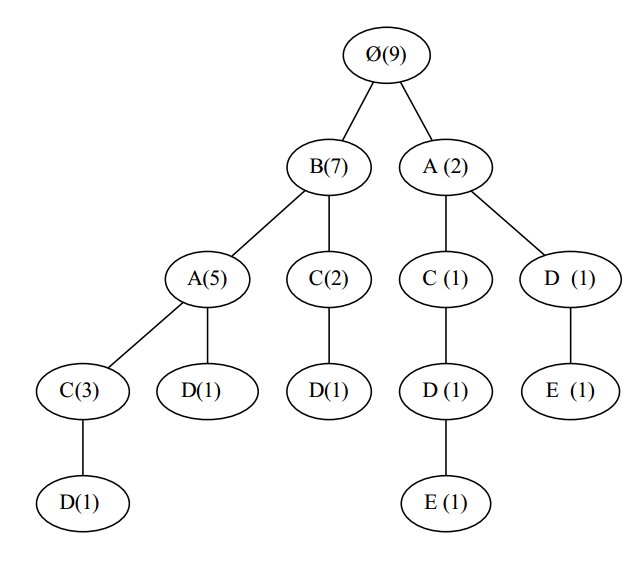 Ø(9)
B(7) A (2)
A(5) C(2) C (1) D (1)
C(3) D(1) D(1) D (1) E (1)
D(1) E (1)